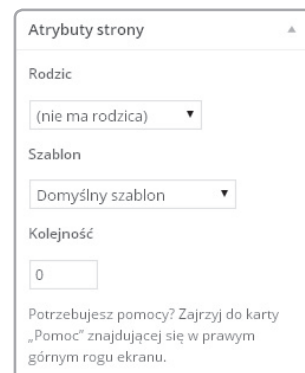 Atrybuty strony
Rodzic
(nie ma rodzica)
Szablon
Domyślny szablon
Kolejność
0
Potrzebujesz pomocy? Zajrzyj do karty
„Pomoc” znajdującej się w prawym
górnym rogu ekranu.